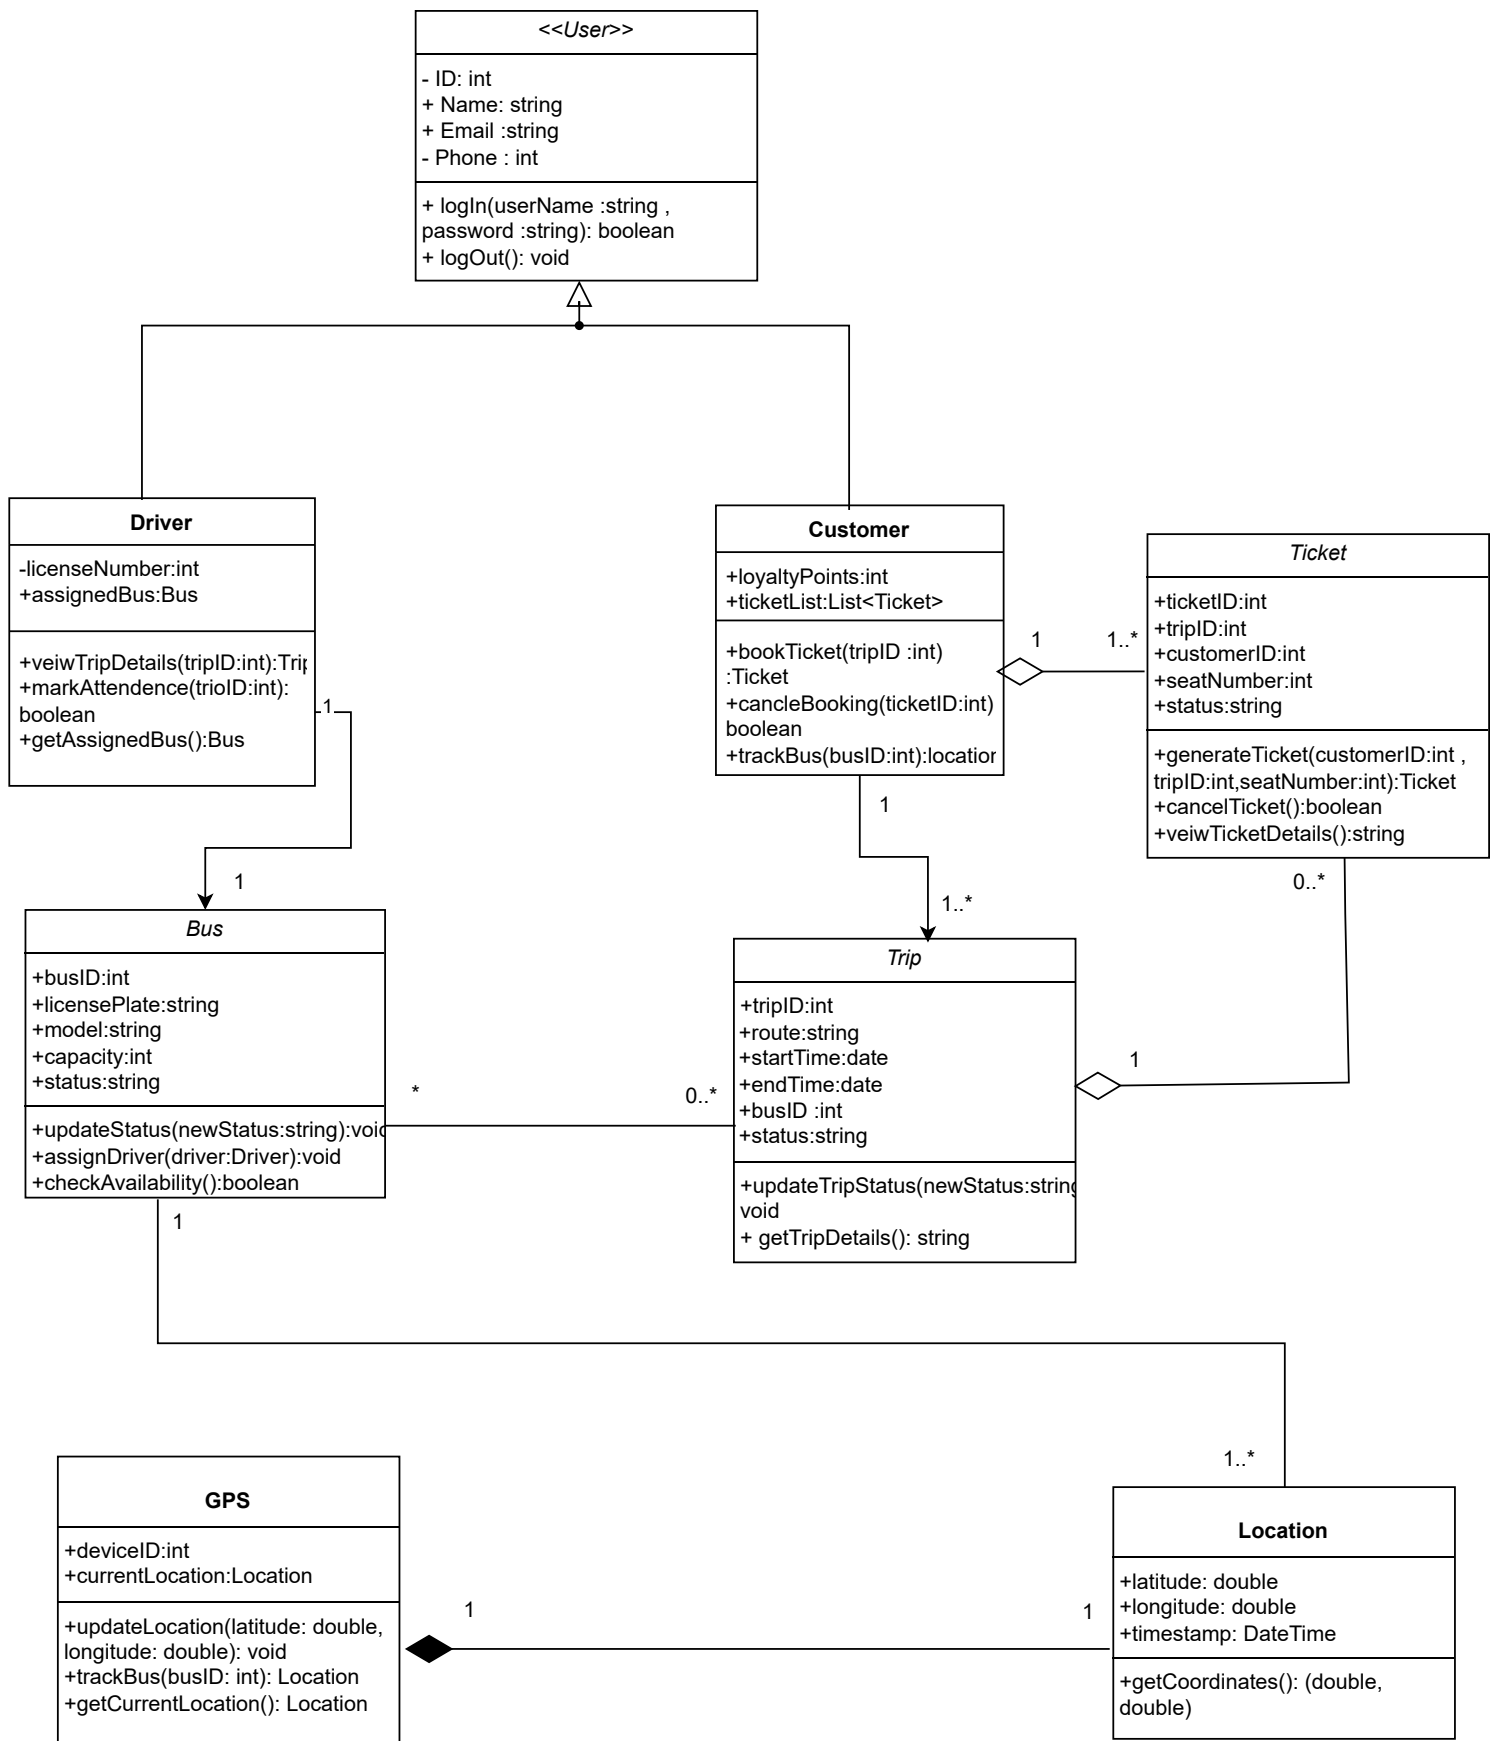 <<User>>
- ID: int
+ Name: string
+ Email :string
- Phone : int
+ logIn(userName :string ,
password :string): boolean
+ logOut(): void
Driver
-licenseNumber:int
+assignedBus:Bus
+veiwTripDetails(tripID:int):Trip
+markAttendence(trioID:int):
boolean
+getAssignedBus():Bus
1
1
Customer
+loyaltyPoints:int
+ticketList:List<Ticket>
+bookTicket(tripID :int)
:Ticket
+cancleBooking(ticketID:int)
boolean
+trackBus(busID:int):location
1
1..*
Ticket
+ticketID:int
+tripID:int
+customerID:int
+seatNumber:int
+status:string
+generateTicket(customerID:int ,
tripID:int,seatNumber:int):Ticket
+cancelTicket():boolean
+veiwTicketDetails():string
0..*
1
1..*
Bus
+busID:int
+licensePlate:string
+model:string
+capacity:int
+status:string
+updateStatus(newStatus:string):void
+assignDriver(driver:Driver):void
+checkAvailability():boolean
*
0..*
Trip
+tripID:int
+route:string
+startTime:date
+endTime:date
+busID :int
+status:string
+updateTripStatus(newStatus:string
void
+ getTripDetails(): string
1
1
1..*
GPS
+deviceID:int
+currentLocation:Location
+updateLocation(latitude: double,
longitude: double): void
+trackBus(busID: int): Location
+getCurrentLocation(): Location
1
1
Location
+latitude: double
+longitude: double
+timestamp: DateTime
+getCoordinates(): (double,
double)